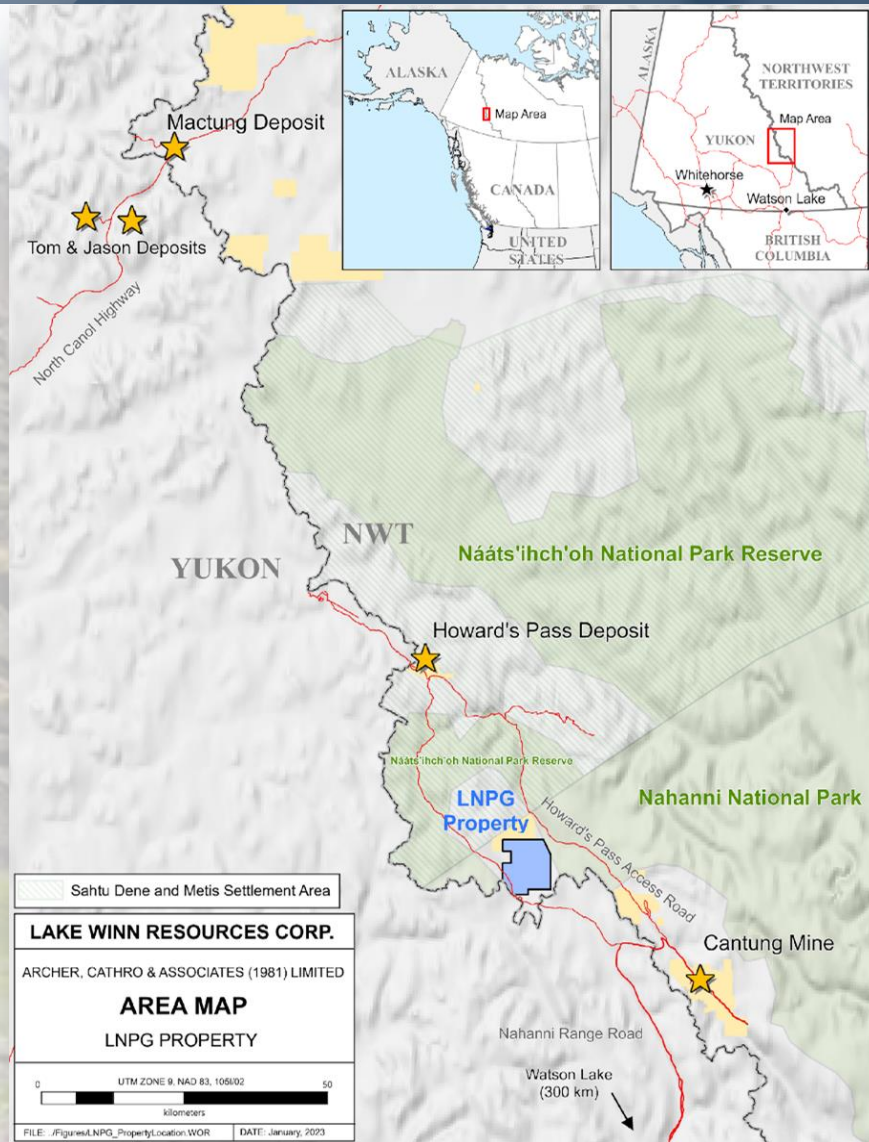 ALASKA
Map Area
CANADA
UNITED
STATES
ALASKA
NORTHWEST
TERRITORIES
Map Area
YUKON
Whitehorse
Watson Lake
BRITISH
COLUMBIA
Mactung Deposit
Tom & Jason Deposits
North Canol Highway
NWT
YUKON
Nááts'ihch'oh National Park Reserve
Howard's Pass Deposit
Nááts'ihch'oh National Park Reserve
Nahanni National Park
LNPG
Property
Howard's Pass Access Road
Cantung Mine
Nahanni Range Road
Watson Lake
(300 km)
Sahtu Dene and Metis Settlement Area
LAKE WINN RESOURCES CORP.
ARCHER, CATHRO & ASSOCIATES (1981) LIMITED
AREA MAP
LNPG PROPERTY
UTM ZONE 9, NAD 83, 105I/02
0 50
kilometers
FILE: ../Figures/LNPG_PropertyLocation.WOR DATE: January, 2023